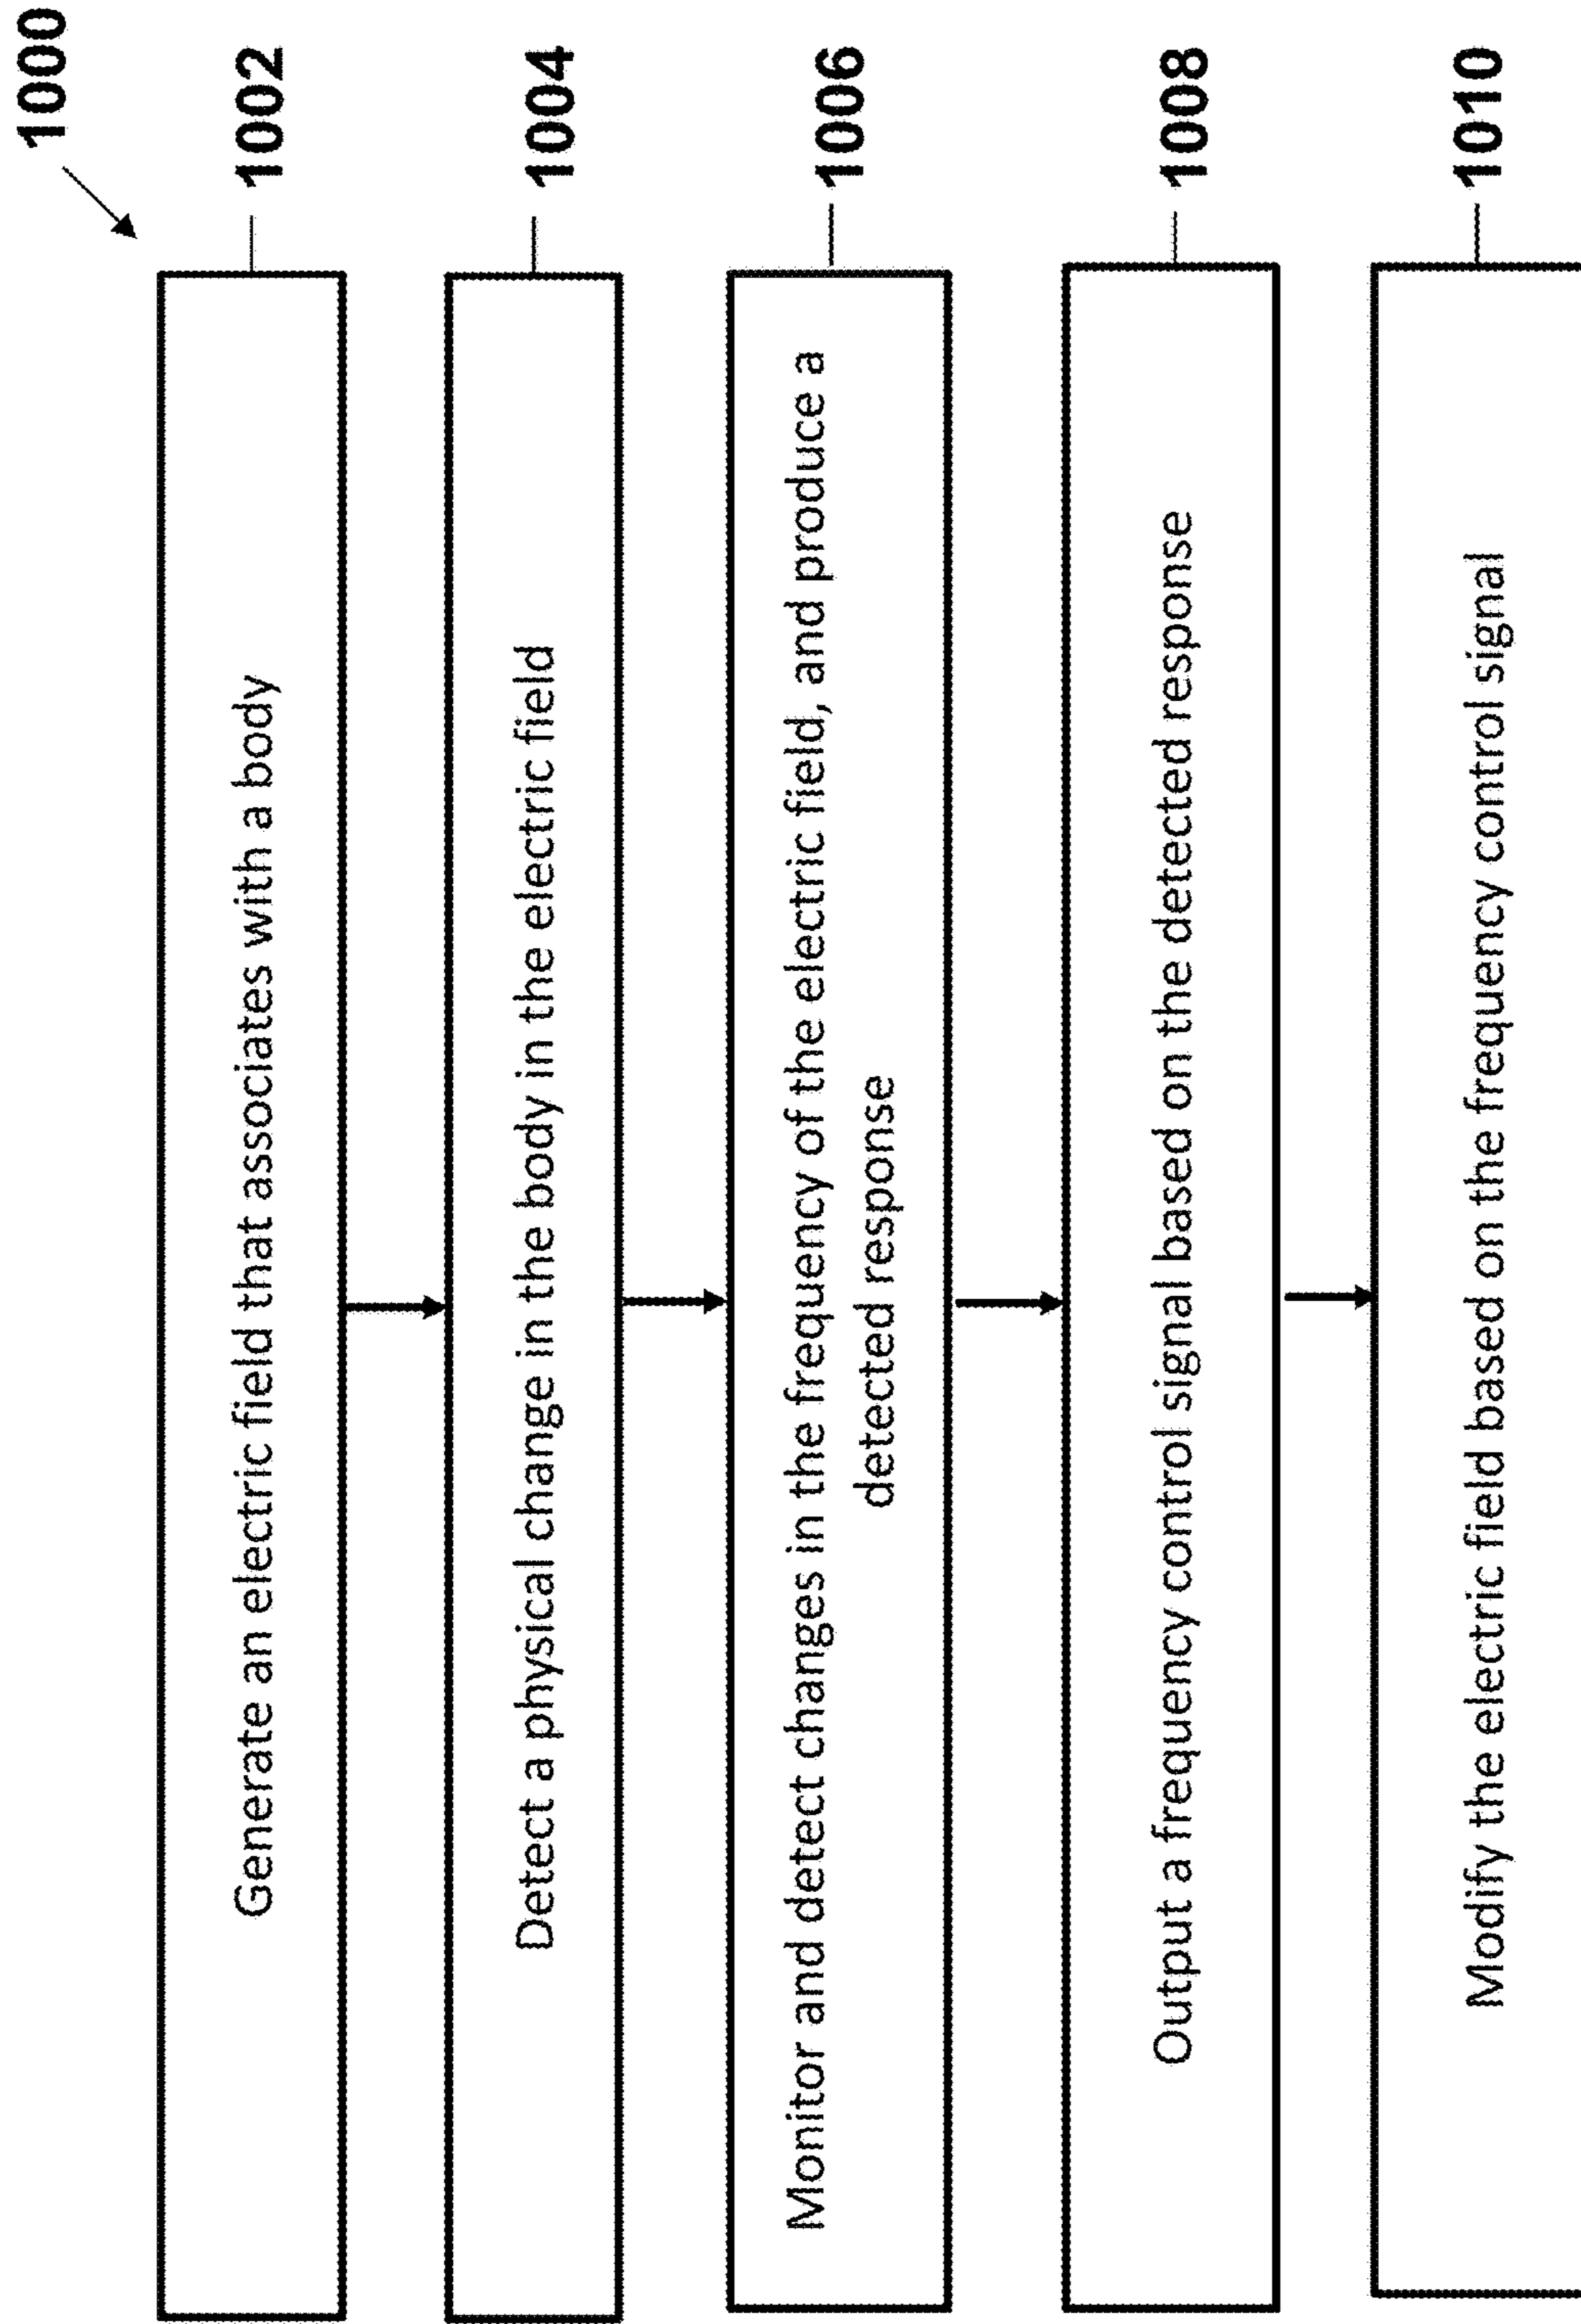 1000
Generate an electric field that associates with a body
1002
Detect a physical change in the body in the electric field
1004
Monitor and detect changes in the frequency of the electric field, and produce a
detected response
1006
Output a frequency control signal based on the detected response
1008
Modify the electric field based on the frequency control signal
1010